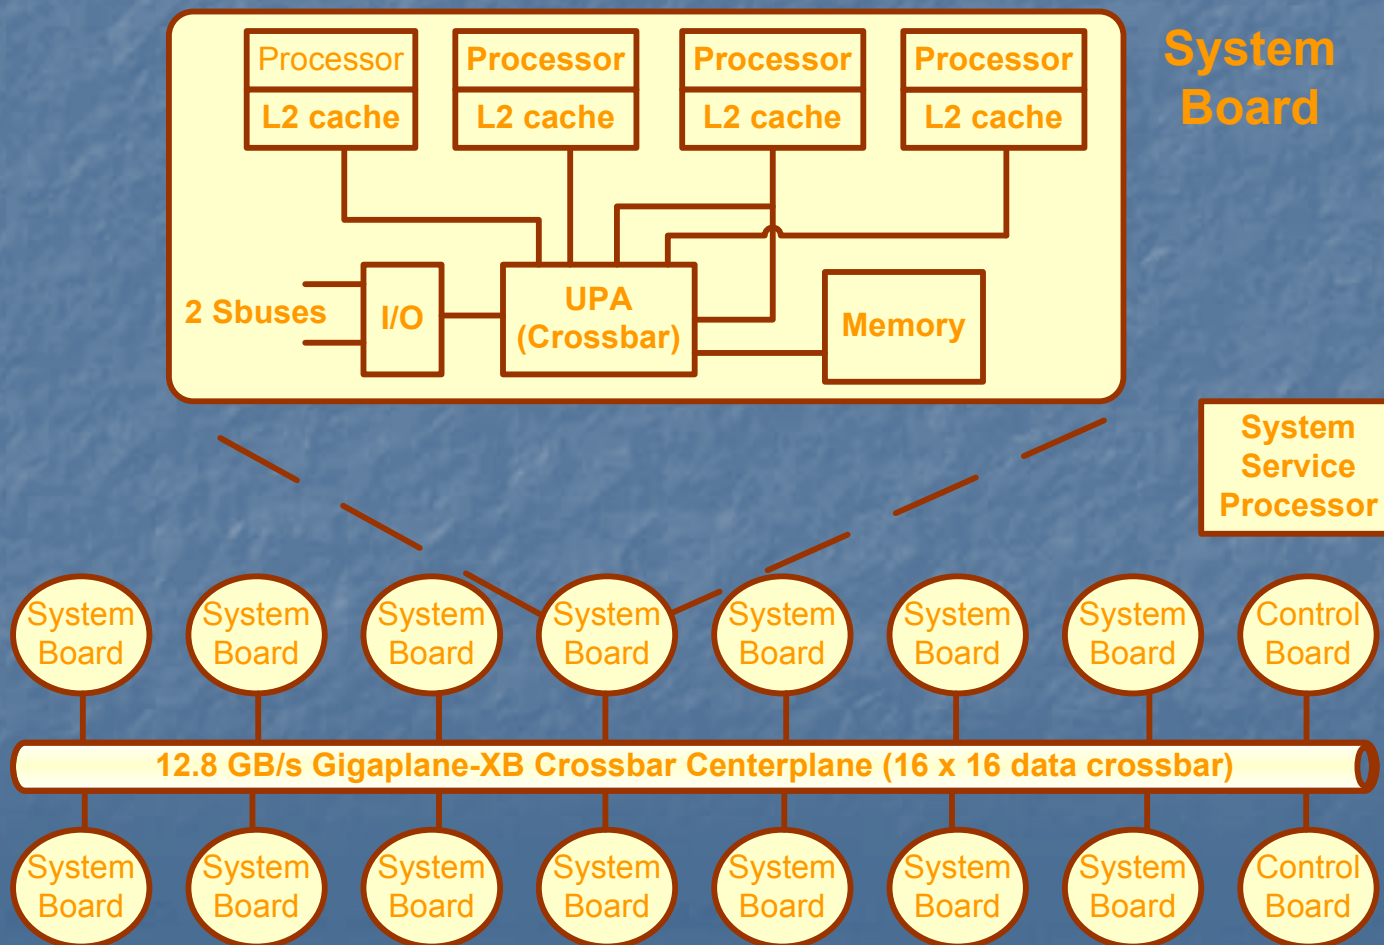 Processor
L2 cache
Processor
L2 cache
Processor
L2 cache
Processor
L2 cache
System
Board
2 Sbuses
I/O
UPA
(Crossbar)
Memory
System
Service
Processor
System
Board
System
Board
System
Board
System
Board
System
Board
System
Board
System
Board
Control
Board
12.8 GB/s Gigaplane-XB Crossbar Centerplane (16 x 16 data crossbar)
System
Board
System
Board
System
Board
System
Board
System
Board
System
Board
System
Board
Control
Board